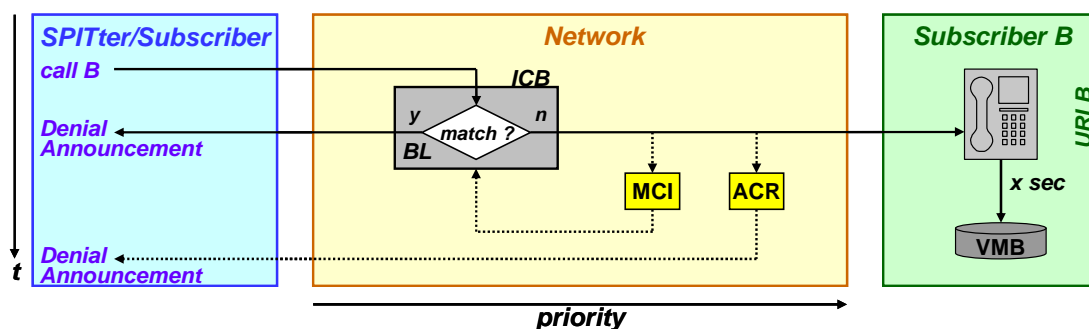 SPITter/Subscriber
Network
Subscriber B
call B
ICB
y
n
match ?
BL
Denial
Announcement
URI B
MCI
ACR
x sec
VMB
Denial
Announcement
t
priority